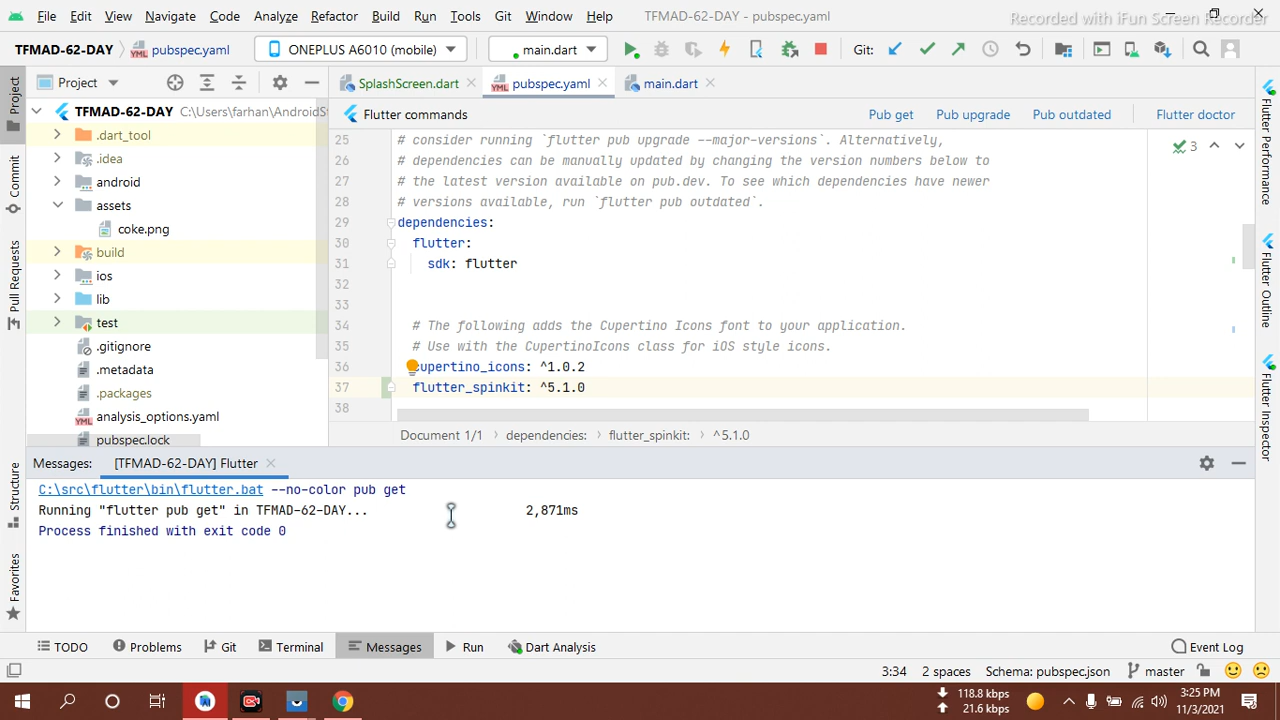 File Edit View Navigate Code Analyze Refactor Build Run Tools Git Window Help TFMAD-62-DAY - pubspec.yaml
Recorded with iFun Screen Recorder
TFMAD-62-DAY pubspec.yaml ONEPLUS A6010 (mobile) main.dart Git:
Project SplashScreen.dart pubspec.yaml main.dart
TFMAD-62-DAY C:\Users\farhan\AndroidS
.dart_tool
.idea
android
assets
coke.png
build
ios
lib
test
.gitignore
.metadata
.packages
analysis_options.yaml
pubspec.lock
Flutter commands Pub get Pub upgrade Pub outdated Flutter doctor
25 # consider running `flutter pub upgrade --major-versions`. Alternatively,
26 # dependencies can be manually updated by changing the version numbers below to
27 # the latest version available on pub.dev. To see which dependencies have newer
28 # versions available, run `flutter pub outdated`.
29 dependencies:
30 flutter:
31 sdk: flutter
32
33
34 # The following adds the Cupertino Icons font to your application.
35 # Use with the CupertinoIcons class for iOS style icons.
36 cupertino_icons: ^1.0.2
37 flutter_spinkit: ^5.1.0
38
3
Document 1/1 dependencies: flutter_spinkit: ^5.1.0
Messages: [TFMAD-62-DAY] Flutter
C:\src\flutter\bin\flutter.bat --no-color pub get
Running "flutter pub get" in TFMAD-62-DAY... 2,871ms
Process finished with exit code 0
Project
Commit
Pull Requests
Structure
Favorites
Flutter Performance
Flutter Outline
Flutter Inspector
TODO Problems Git Terminal Messages Run Dart Analysis Event Log
3:34 2 spaces Schema: pubspec.json master
118.8 kbps
21.6 kbps
3:25 PM
11/3/2021